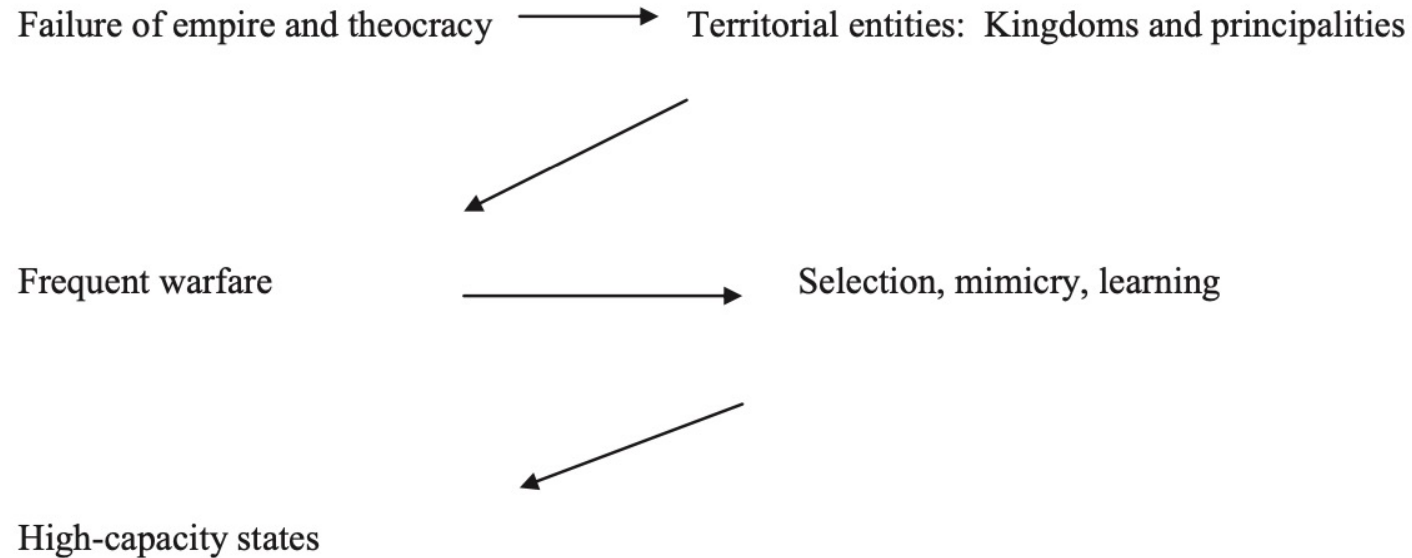 Failure of empire and theocracy
Territorial entities: Kingdoms and principalities
Frequent warfare
Selection, mimicry, learning
High-capacity states